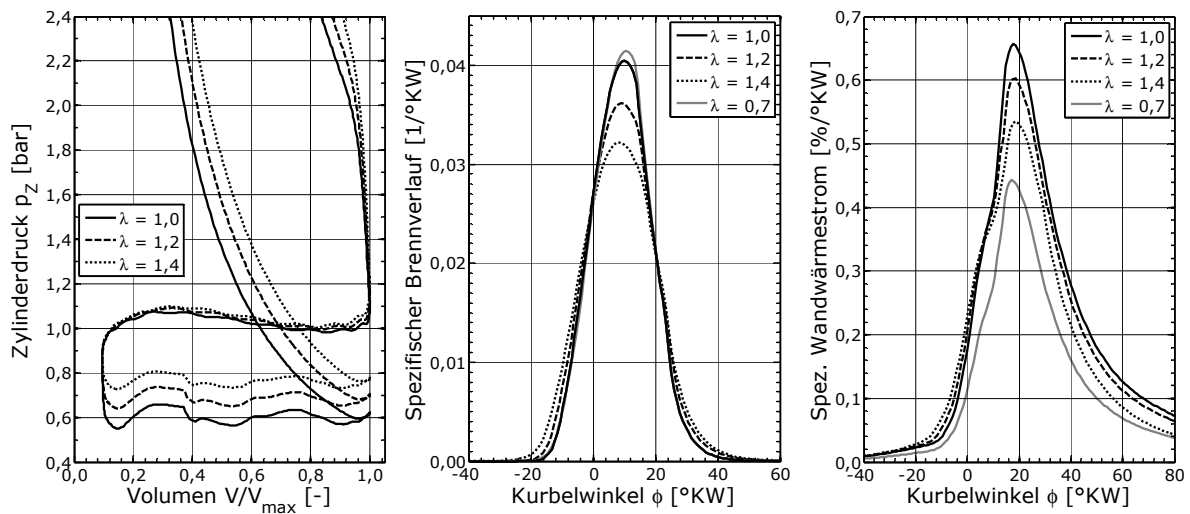 2,4
2,2
2,0
1,8
1,6
1,4
1,2
1,0
0,8
0,6
0,4
0,0 0,2 0,4 0,6 0,8 1,0
Zylinderdruck p_Z [bar]
Volumen V/V_max [-]
λ = 1,0
λ = 1,2
λ = 1,4
0,04
0,03
0,02
0,01
0,00
-40 -20 0 20 40 60
Spezifischer Brennverlauf [1/°KW]
Kurbelwinkel ϕ [°KW]
λ = 1,0
λ = 1,2
λ = 1,4
λ = 0,7
0,7
0,6
0,5
0,4
0,3
0,2
0,1
0,0
-40 -20 0 20 40 60 80
Spez. Wandwärmestrom [%/°KW]
Kurbelwinkel ϕ [°KW]
λ = 1,0
λ = 1,2
λ = 1,4
λ = 0,7